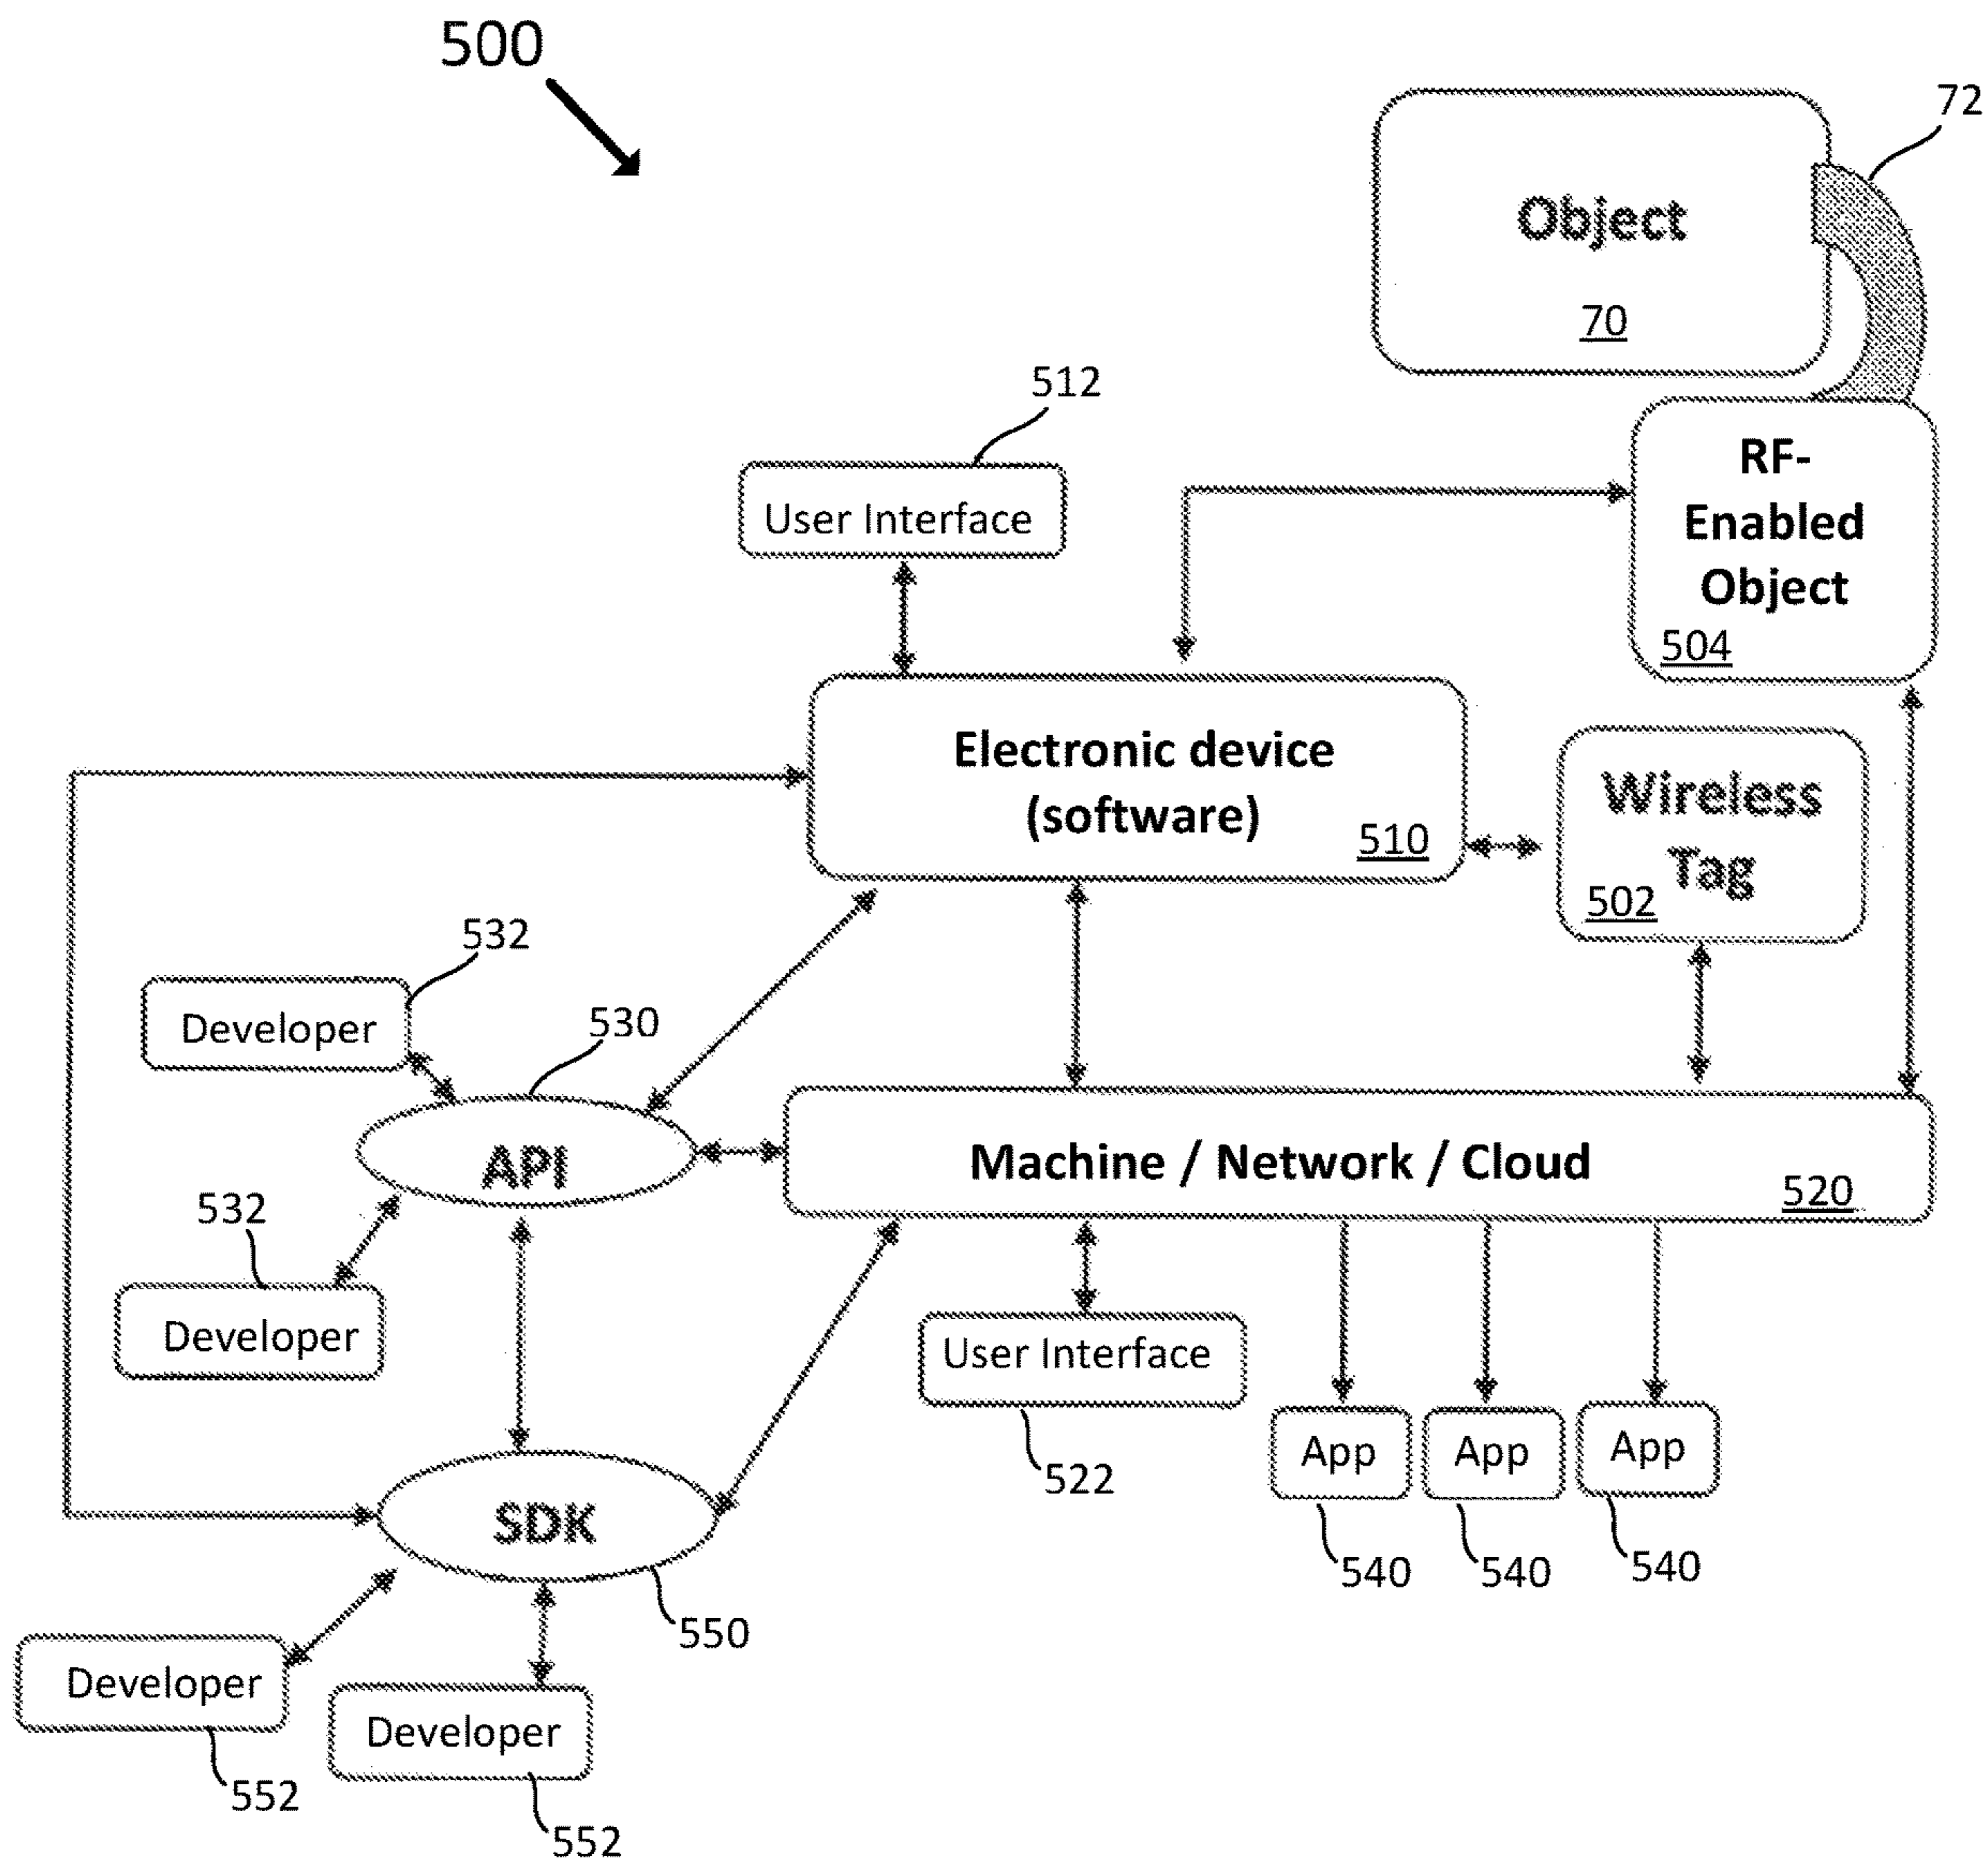 500
72
Object
70
512
User Interface
RF-
Enabled
Object
504
Electronic device
(software)
510
Wireless
Tag
502
532
Developer
530
API
Machine / Network / Cloud
520
532
Developer
User Interface
522
App
App
App
540
540
540
SDK
550
Developer
552
Developer
552